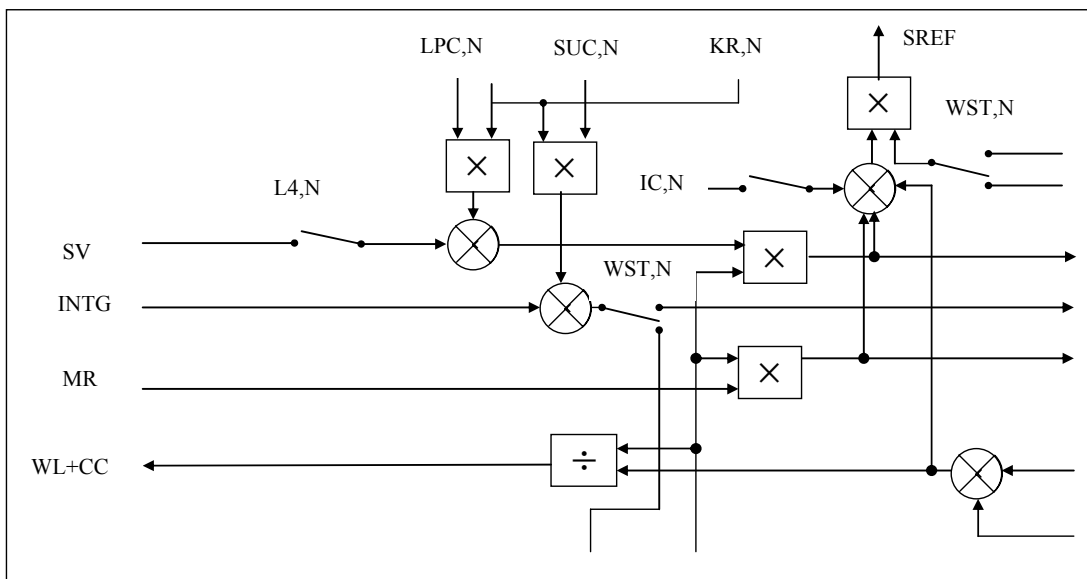 SREF
LPC,N SUC,N KR,N
×
WST,N
× ×
L4,N IC,N
SV
WST,N
×
INTG
MR
×
WL+CC
÷